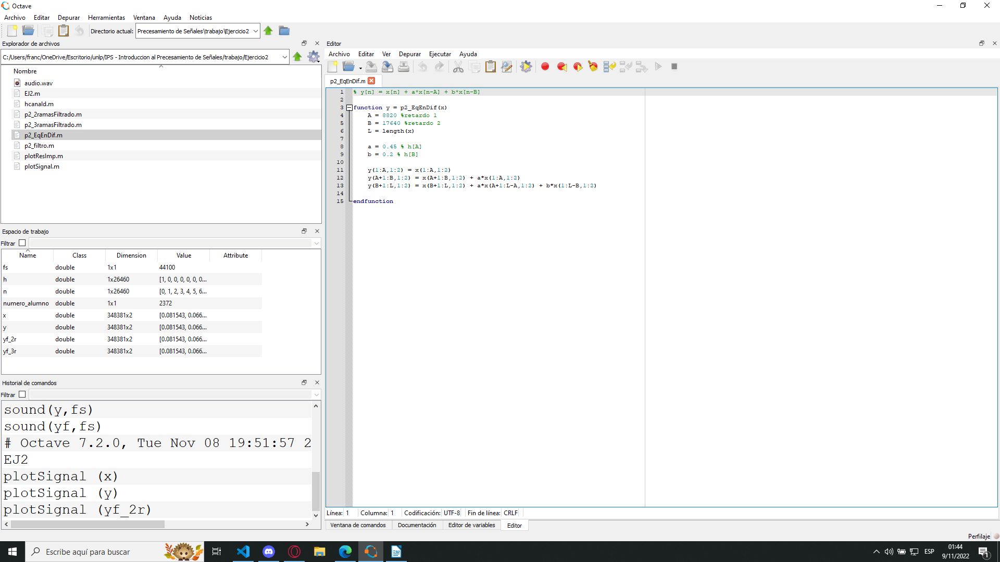 Octave
Archivo Editar Depurar Herramientas Ventana Ayuda Noticias
Directorio actual: Precesamiento de Señales\trabajo\Ejercicio2
Explorador de archivos
C:/Users/franc/OneDrive/Escritorio/unlp/IPS - Introduccion al Precesamiento de Señales/trabajo/Ejercicio2
Nombre
audio.wav
EJ2.m
hcanald.m
p2_2ramasFiltrado.m
p2_3ramasFiltrado.m
p2_EqEnDif.m
p2_filtro.m
plotResImp.m
plotSignal.m
Espacio de trabajo
Filtrar
Name Class Dimension Value Attribute
fs double 1x1 44100
h double 1x26460 [1, 0, 0, 0, 0, 0, 0...
n double 1x26460 [0, 1, 2, 3, 4, 5, 6...
numero_alumno double 1x1 2372
x double 348381x2 [0.081543, 0.066...
y double 348381x2 [0.081543, 0.066...
yf_2r double 348381x2 [0.081543, 0.066...
yf_3r double 348381x2 [0.081543, 0.066...
Historial de comandos
Filtrar
sound(y,fs)
sound(yf,fs)
# Octave 7.2.0, Tue Nov 08 19:51:57 2
EJ2
plotSignal (x)
plotSignal (y)
plotSignal (yf_2r)
Editor
Archivo Editar Ver Depurar Ejecutar Ayuda
p2_EqEnDif.m
1 % y[n] = x[n] + a*x[n-A] + b*x[n-B]
2
3 function y = p2_EqEnDif(x)
4 A = 8820 %retardo 1
5 B = 17640 %retardo 2
6 L = length(x)
7
8 a = 0.45 % h[A]
9 b = 0.2 % h[B]
10
11 y(1:A,1:2) = x(1:A,1:2)
12 y(A+1:B,1:2) = x(A+1:B,1:2) + a*x(1:A,1:2)
13 y(B+1:L,1:2) = x(B+1:L,1:2) + a*x(A+1:L-A,1:2) + b*x(1:L-B,1:2)
14
15 endfunction
Línea: 1 Columna: 1 Codificación: UTF-8 Fin de línea: CRLF
Ventana de comandos Documentación Editor de variables Editor
Perfilaje
Escribe aquí para buscar
ESP
01:44
9/11/2022
1